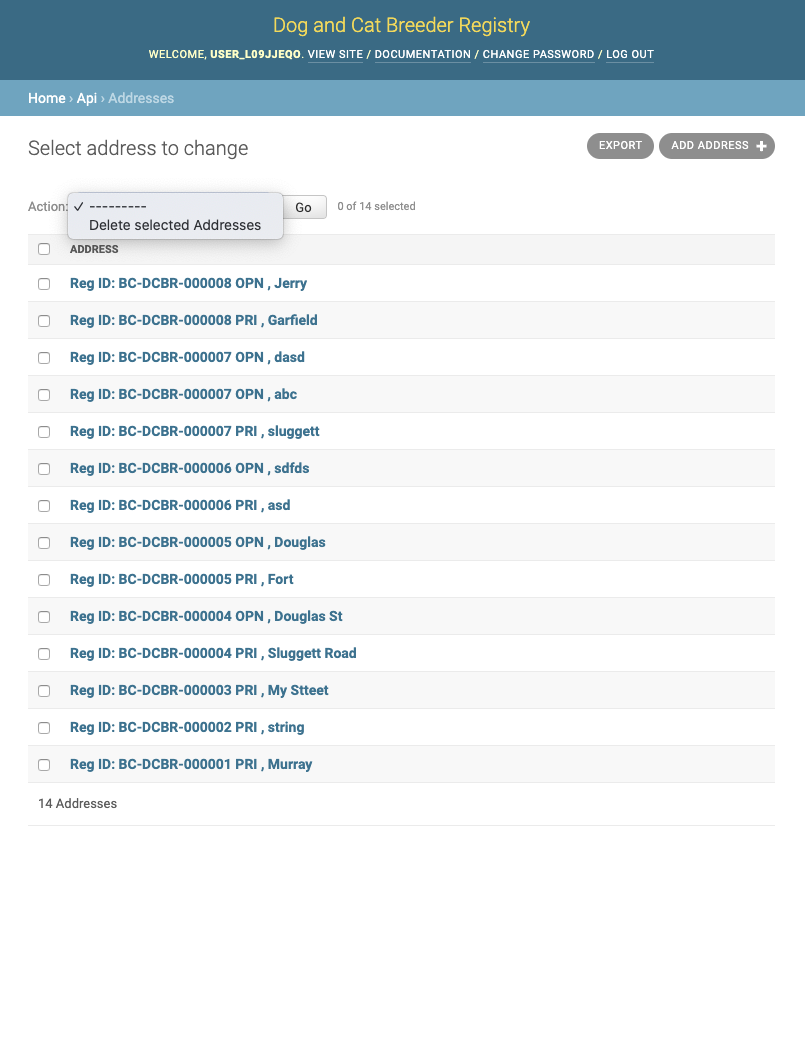 Dog and Cat Breeder Registry
WELCOME, USER_L09JJEQO. VIEW SITE / DOCUMENTATION / CHANGE PASSWORD / LOG OUT
Home › Api › Addresses
Select address to change
EXPORT
ADD ADDRESS +
Action:
✓ ---------
Delete selected Addresses
Go
0 of 14 selected
ADDRESS
Reg ID: BC-DCBR-000008 OPN , Jerry
Reg ID: BC-DCBR-000008 PRI , Garfield
Reg ID: BC-DCBR-000007 OPN , dasd
Reg ID: BC-DCBR-000007 OPN , abc
Reg ID: BC-DCBR-000007 PRI , sluggett
Reg ID: BC-DCBR-000006 OPN , sdfds
Reg ID: BC-DCBR-000006 PRI , asd
Reg ID: BC-DCBR-000005 OPN , Douglas
Reg ID: BC-DCBR-000005 PRI , Fort
Reg ID: BC-DCBR-000004 OPN , Douglas St
Reg ID: BC-DCBR-000004 PRI , Sluggett Road
Reg ID: BC-DCBR-000003 PRI , My Stteet
Reg ID: BC-DCBR-000002 PRI , string
Reg ID: BC-DCBR-000001 PRI , Murray
14 Addresses